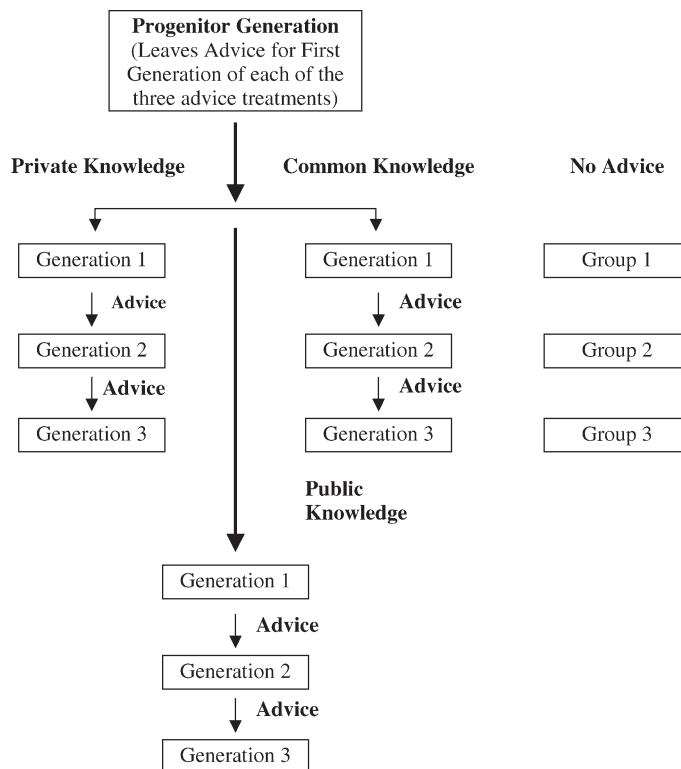 Progenitor Generation
(Leaves Advice for First
Generation of each of the
three advice treatments)
Private Knowledge
Common Knowledge
No Advice
Generation 1
Generation 1
Group 1
Advice
Advice
Generation 2
Generation 2
Group 2
Advice
Advice
Generation 3
Generation 3
Group 3
Public
Knowledge
Generation 1
Advice
Generation 2
Advice
Generation 3